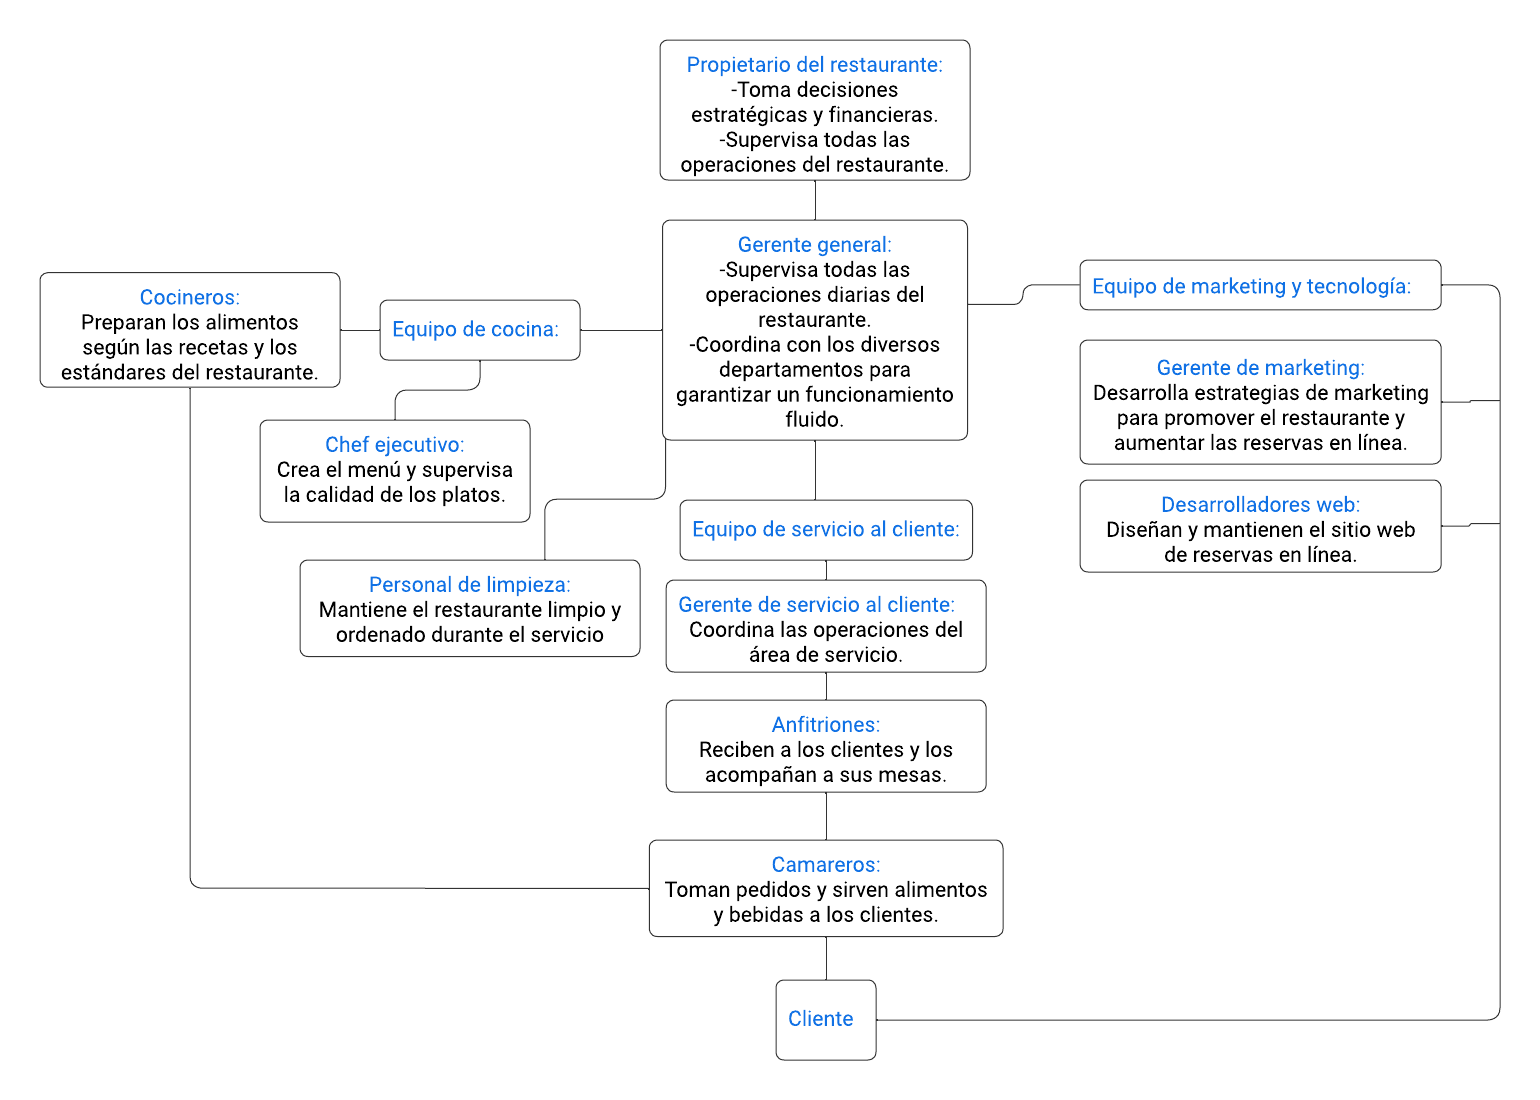 Propietario del restaurante:
-Toma decisiones
estratégicas y financieras.
-Supervisa todas las
operaciones del restaurante.
Gerente general:
-Supervisa todas las
operaciones diarias del
restaurante.
-Coordina con los diversos
departamentos para
garantizar un funcionamiento
fluido.
Cocineros:
Preparan los alimentos
según las recetas y los
estándares del restaurante.
Equipo de cocina:
Chef ejecutivo:
Crea el menú y supervisa
la calidad de los platos.
Personal de limpieza:
Mantiene el restaurante limpio y
ordenado durante el servicio
Equipo de servicio al cliente:
Gerente de servicio al cliente:
Coordina las operaciones del
área de servicio.
Anfitriones:
Reciben a los clientes y los
acompañan a sus mesas.
Camareros:
Toman pedidos y sirven alimentos
y bebidas a los clientes.
Cliente
Equipo de marketing y tecnología:
Gerente de marketing:
Desarrolla estrategias de marketing
para promover el restaurante y
aumentar las reservas en línea.
Desarrolladores web:
Diseñan y mantienen el sitio web
de reservas en línea.